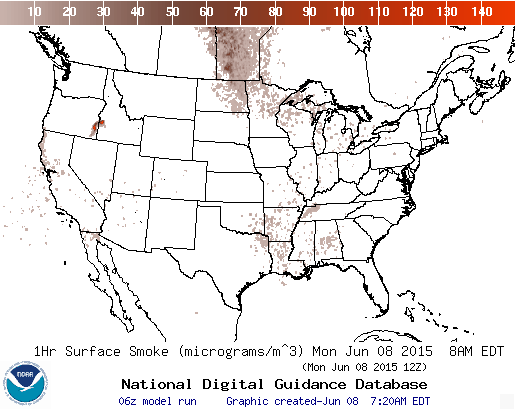 10 20 30 40 50 60 70 80 90 100 110 120 130 140
1Hr Surface Smoke (micrograms/m^3) Mon Jun 08 2015 8AM EDT
(Mon Jun 08 2015 12Z)
NOAA
National Digital Guidance Database
06z model run Graphic created-Jun 08 7:20AM EDT